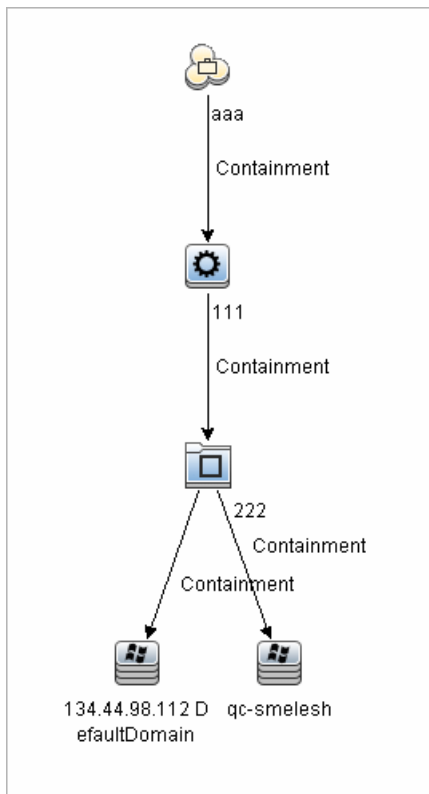 aaa
Containment
111
Containment
222
Containment
Containment
134.44.98.112 D
efaultDomain
qc-smelesh